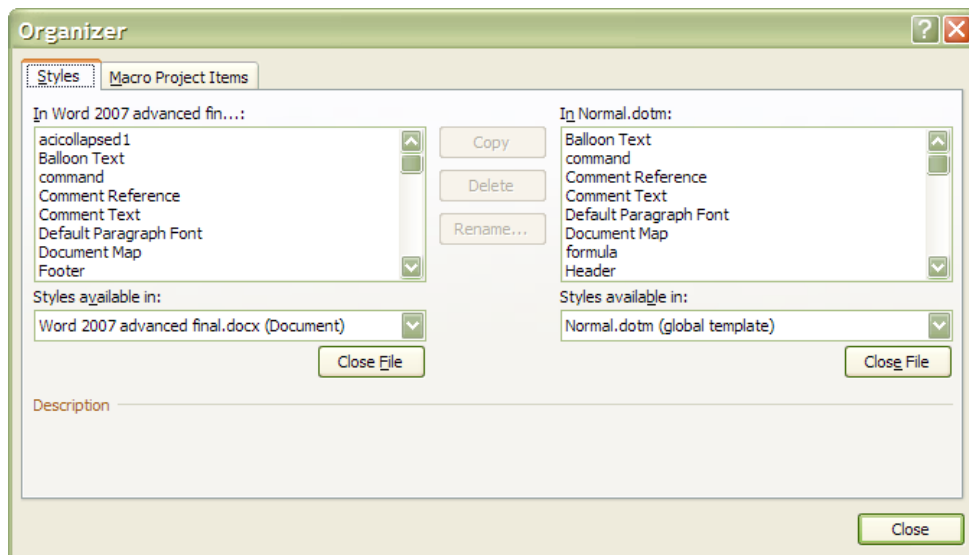 Organizer
Styles
Macro Project Items
In Word 2007 advanced fin...:
acicollapsed1
Balloon Text
command
Comment Reference
Comment Text
Default Paragraph Font
Document Map
Footer
Styles available in:
Word 2007 advanced final.docx (Document)
Close File
Copy
Delete
Rename...
In Normal.dotm:
Balloon Text
command
Comment Reference
Comment Text
Default Paragraph Font
Document Map
formula
Header
Styles available in:
Normal.dotm (global template)
Close File
Description
Close